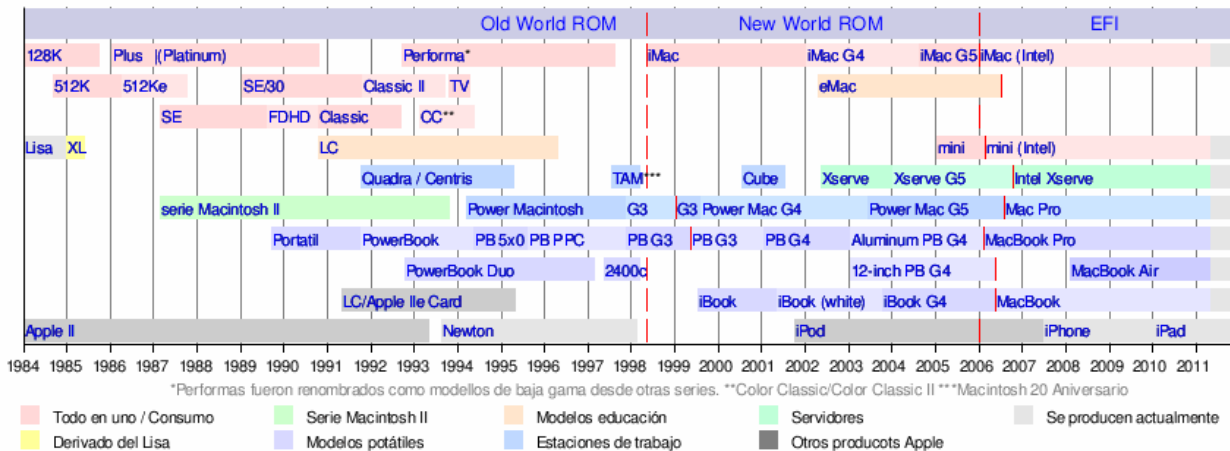 Old World ROM New World ROM EFI
128K Plus |(Platinum) Performa* iMac iMac G4 iMac G5 iMac (Intel)
512K 512Ke SE/30 Classic II TV eMac
SE FDHD Classic CC**
Lisa XL LC mini mini (Intel)
Quadra / Centris TAM*** Cube Xserve Xserve G5 Intel Xserve
serie Macintosh II Power Macintosh G3 G3 Power Mac G4 Power Mac G5 Mac Pro
Portatil PowerBook PB 5x0 PB PPC PB G3 PB G3 PB G4 Aluminum PB G4 MacBook Pro
PowerBook Duo 2400c 12-inch PB G4 MacBook Air
LC/Apple IIe Card iBook iBook (white) iBook G4 MacBook
Apple II Newton iPod iPhone iPad
1984 1985 1986 1987 1988 1989 1990 1991 1992 1993 1994 1995 1996 1997 1998 1999 2000 2001 2002 2003 2004 2005 2006 2007 2008 2009 2010 2011
*Performas fueron renombrados como modellos de baja gama desde otras series. **Color Classic/Color Classic II ***Macintosh 20 Aniversario
Todo en uno / Consumo Serie Macintosh II Modelos educación Servidores Se producen actualmente
Derivado del Lisa Modelos potátiles Estaciones de trabajo Otros producots Apple